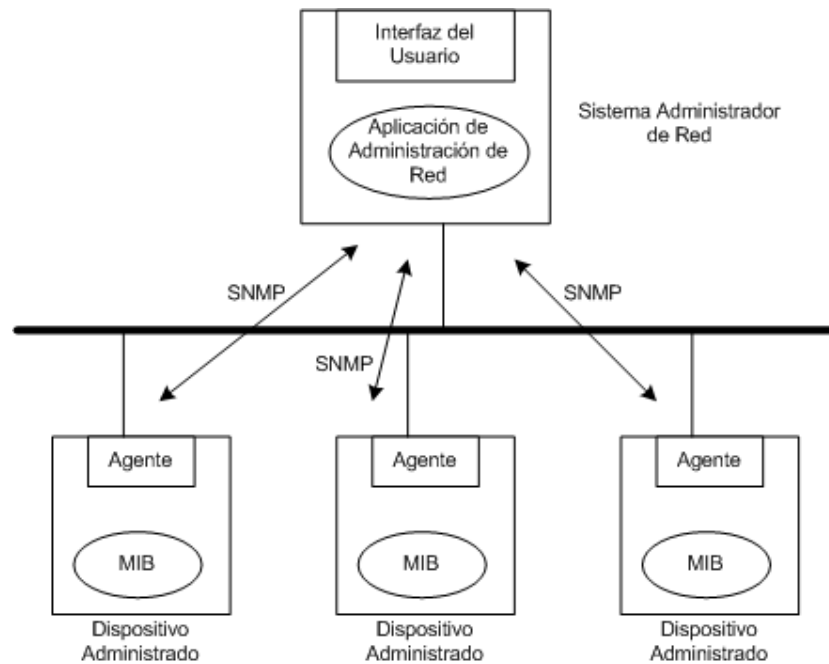 Interfaz del
Usuario
Aplicación de
Administración de
Red
Sistema Administrador
de Red
SNMP
SNMP
SNMP
Agente
Agente
Agente
MIB
MIB
MIB
Dispositivo
Administrado
Dispositivo
Administrado
Dispositivo
Administrado